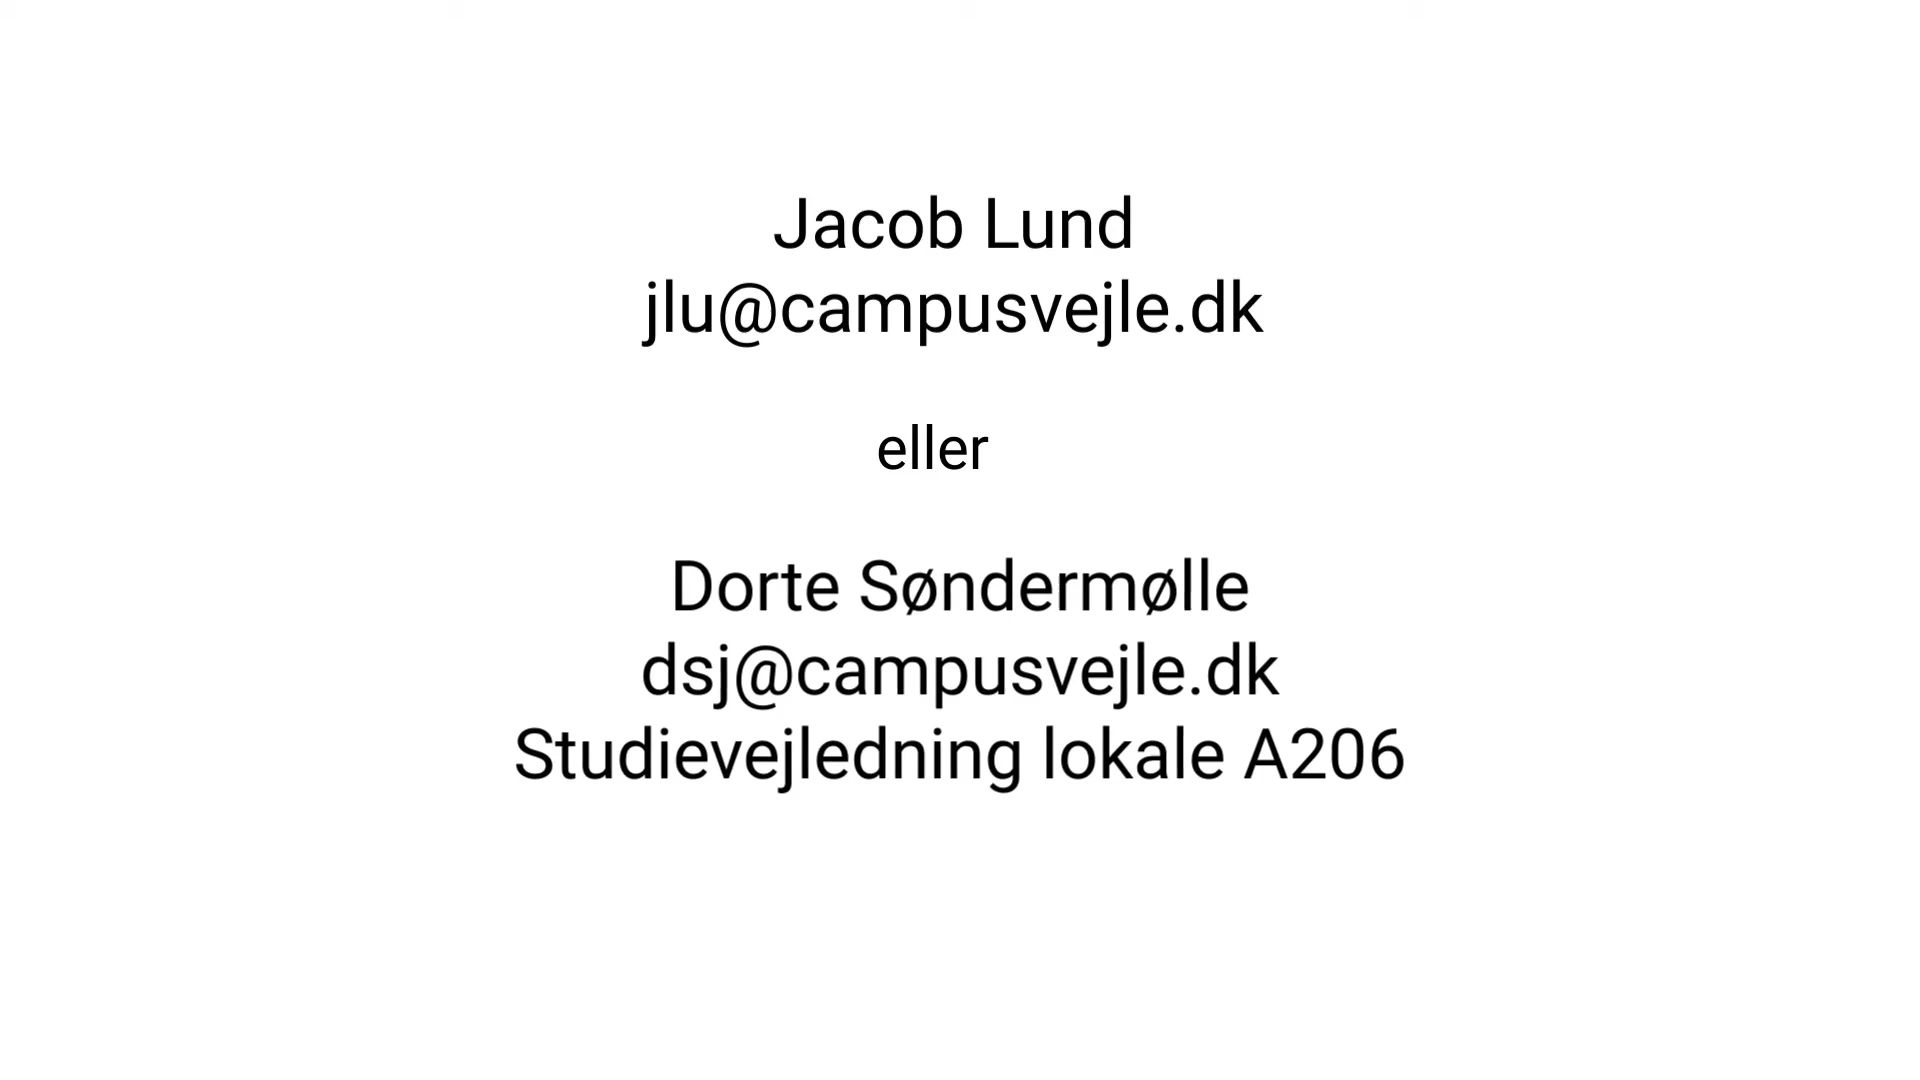 Jacob Lund
jlu@campusvejle.dk
eller
Dorte Søndermølle
dsj@campusvejle.dk
Studievejledning lokale A206